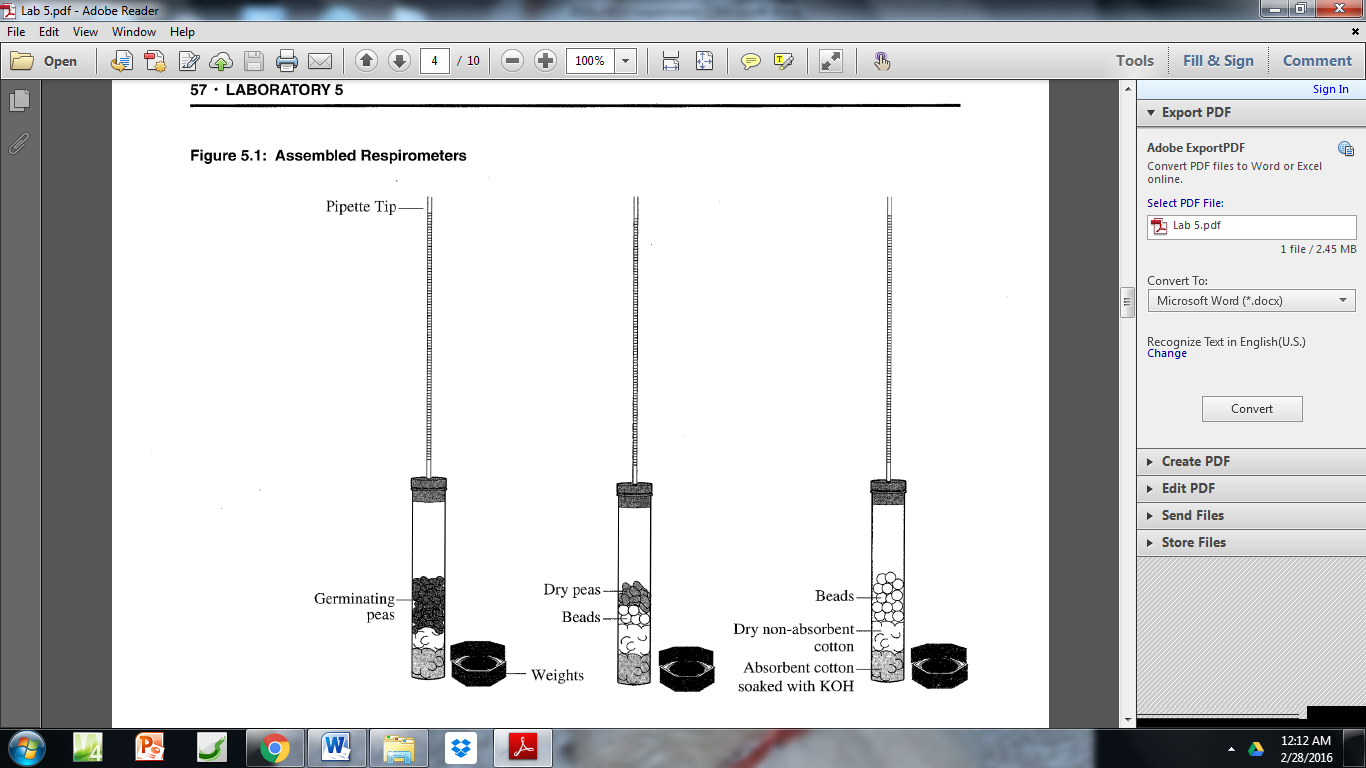 Lab 5.pdf - Adobe Reader
File Edit View Window Help
Open
4 / 10
100%
Tools
Fill & Sign
Comment
57 · LABORATORY 5
Figure 5.1: Assembled Respirometers
Pipette Tip
Germinating
peas
Weights
Dry peas
Beads
Beads
Dry non-absorbent
cotton
Absorbent cotton
soaked with KOH
Sign In
Export PDF
Adobe ExportPDF
Convert PDF files to Word or Excel
online.
Select PDF File:
Lab 5.pdf
1 file / 2.45 MB
Convert To:
Microsoft Word (*.docx)
Recognize Text in English(U.S.)
Change
Convert
Create PDF
Edit PDF
Send Files
Store Files
12:12 AM
2/28/2016